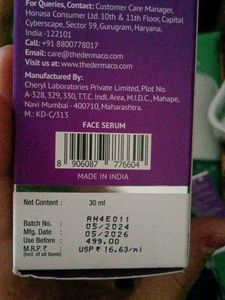 For Queries, Contact: Customer Care Manager,
Honasa Consumer Ltd. 10th & 11th Floor, Capital
Cyberscape, Sector 59, Gurugram, Haryana,
India -122101
Call us: +91 8800778017
Email: care@thedermaco.com
Visit us at: www.thedermaco.com
Manufactured By:
Cheryl Laboratories Private Limited, Plot No.
A-328, 329, 330, T.T.C. Indl. Area, M.I.D.C., Mahape,
Navi Mumbai - 400710, Maharashtra.
M.: KD-C/313
FACE SERUM
8 906087 776604
MADE IN INDIA
Net Content : 30 ml
Batch No. : AH4E011
Mfg. Date : 05/2024
Use Before : 05/2026
M.R.P. ₹ : 499.00
(Incl. of all taxes) USP ₹ 16.63/ml